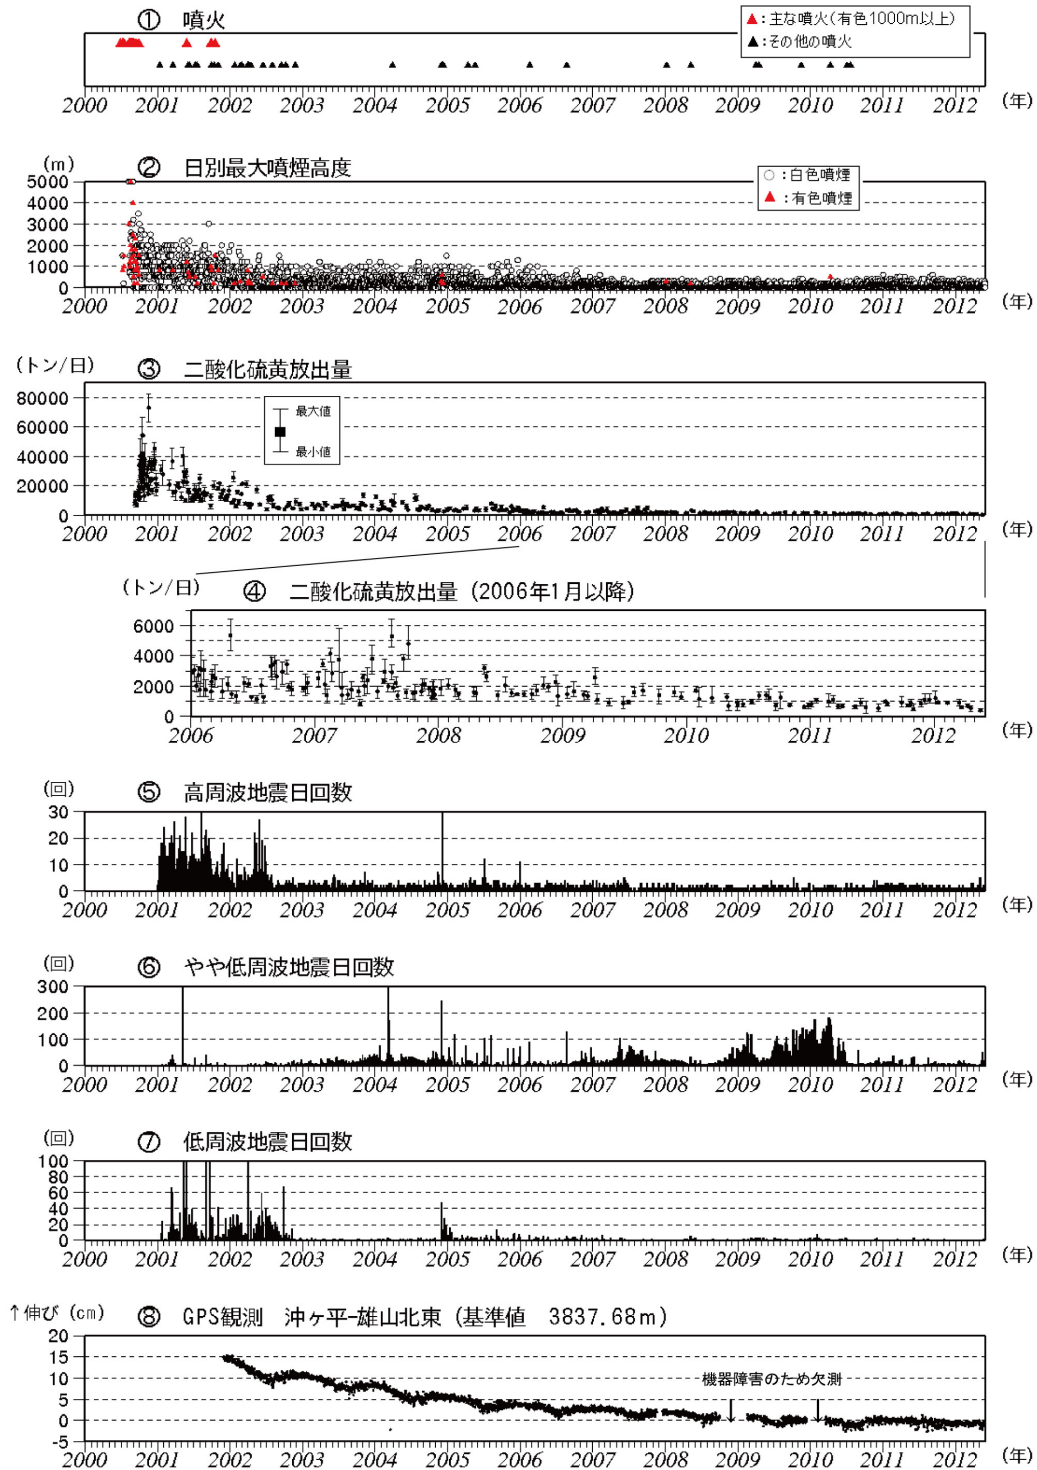 ① 噴火
▲：主な噴火(有色1000m以上)
▲：その他の噴火
2000 2001 2002 2003 2004 2005 2006 2007 2008 2009 2010 2011 2012 (年)
(m) ② 日別最大噴煙高度
○：白色噴煙
▲：有色噴煙
5000
4000
3000
2000
1000
0
2000 2001 2002 2003 2004 2005 2006 2007 2008 2009 2010 2011 2012 (年)
(トン/日) ③ 二酸化硫黄放出量
最大値
最小値
80000
60000
40000
20000
0
2000 2001 2002 2003 2004 2005 2006 2007 2008 2009 2010 2011 2012 (年)
(トン/日) ④ 二酸化硫黄放出量 (2006年1月以降)
6000
4000
2000
0
2006 2007 2008 2009 2010 2011 2012 (年)
(回) ⑤ 高周波地震日回数
30
20
10
0
2000 2001 2002 2003 2004 2005 2006 2007 2008 2009 2010 2011 2012 (年)
(回) ⑥ やや低周波地震日回数
300
200
100
0
2000 2001 2002 2003 2004 2005 2006 2007 2008 2009 2010 2011 2012 (年)
(回) ⑦ 低周波地震日回数
100
80
60
40
20
0
2000 2001 2002 2003 2004 2005 2006 2007 2008 2009 2010 2011 2012 (年)
↑伸び (cm) ⑧ GPS観測 沖ヶ平-雄山北東 (基準値 3837.68m)
20
15
10
5
0
-5
機器障害のため欠測
2000 2001 2002 2003 2004 2005 2006 2007 2008 2009 2010 2011 2012 (年)